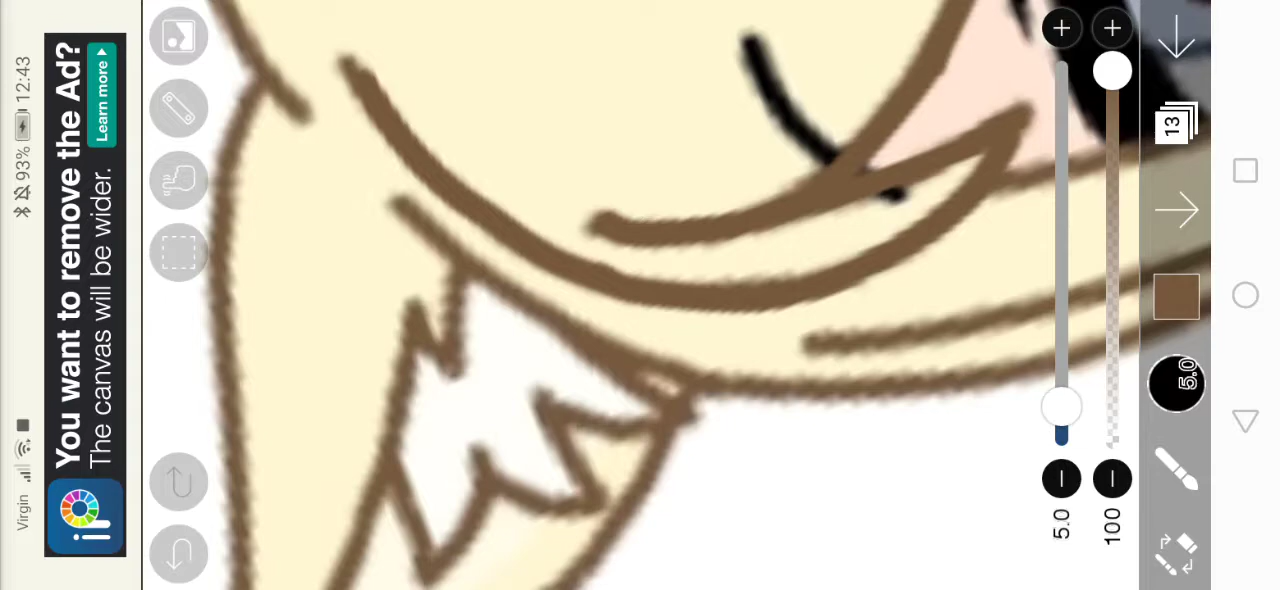 Virgin 93% 12:43
You want to remove the Ad?
The canvas will be wider.
Learn more
13
5.0
5.0
100